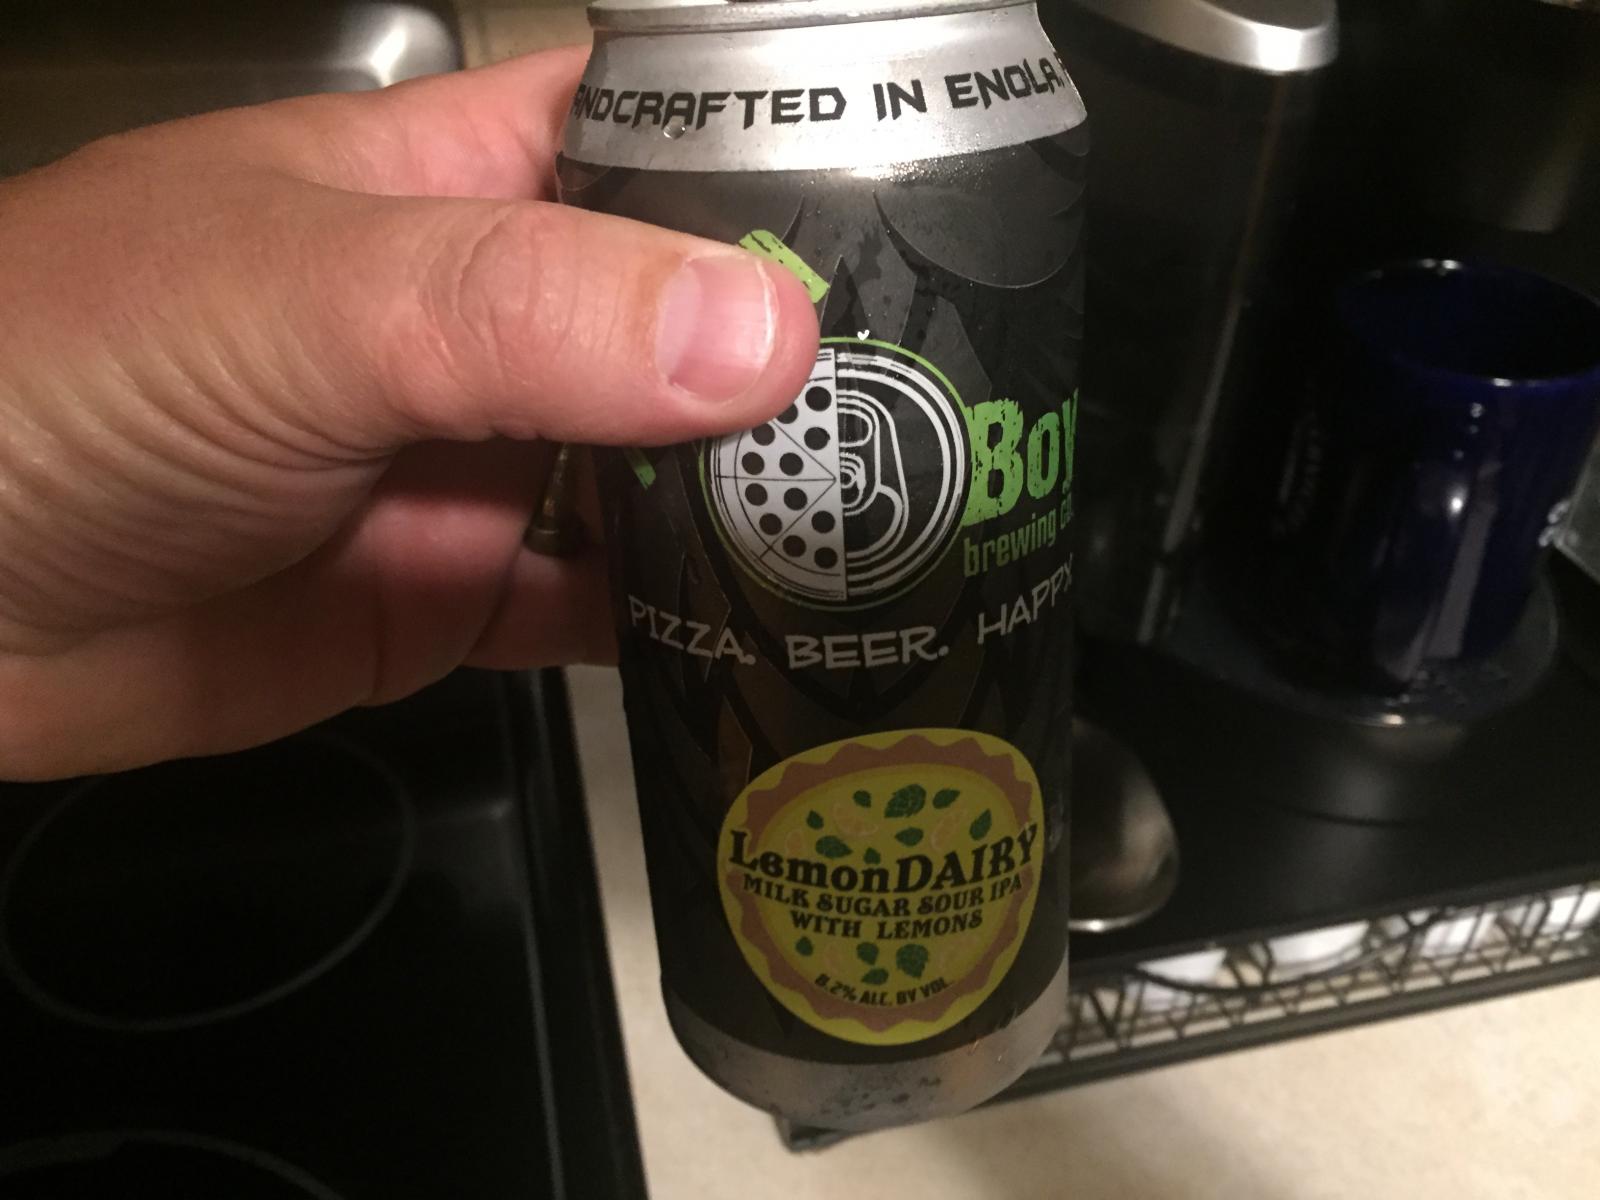 ANDCRAFTED IN ENOLA,
Boy
brewing co.
PIZZA. BEER. HAPPY
LemonDAIRY
MILK SUGAR SOUR IPA
WITH LEMONS
8.2% ALC. BY VOL.